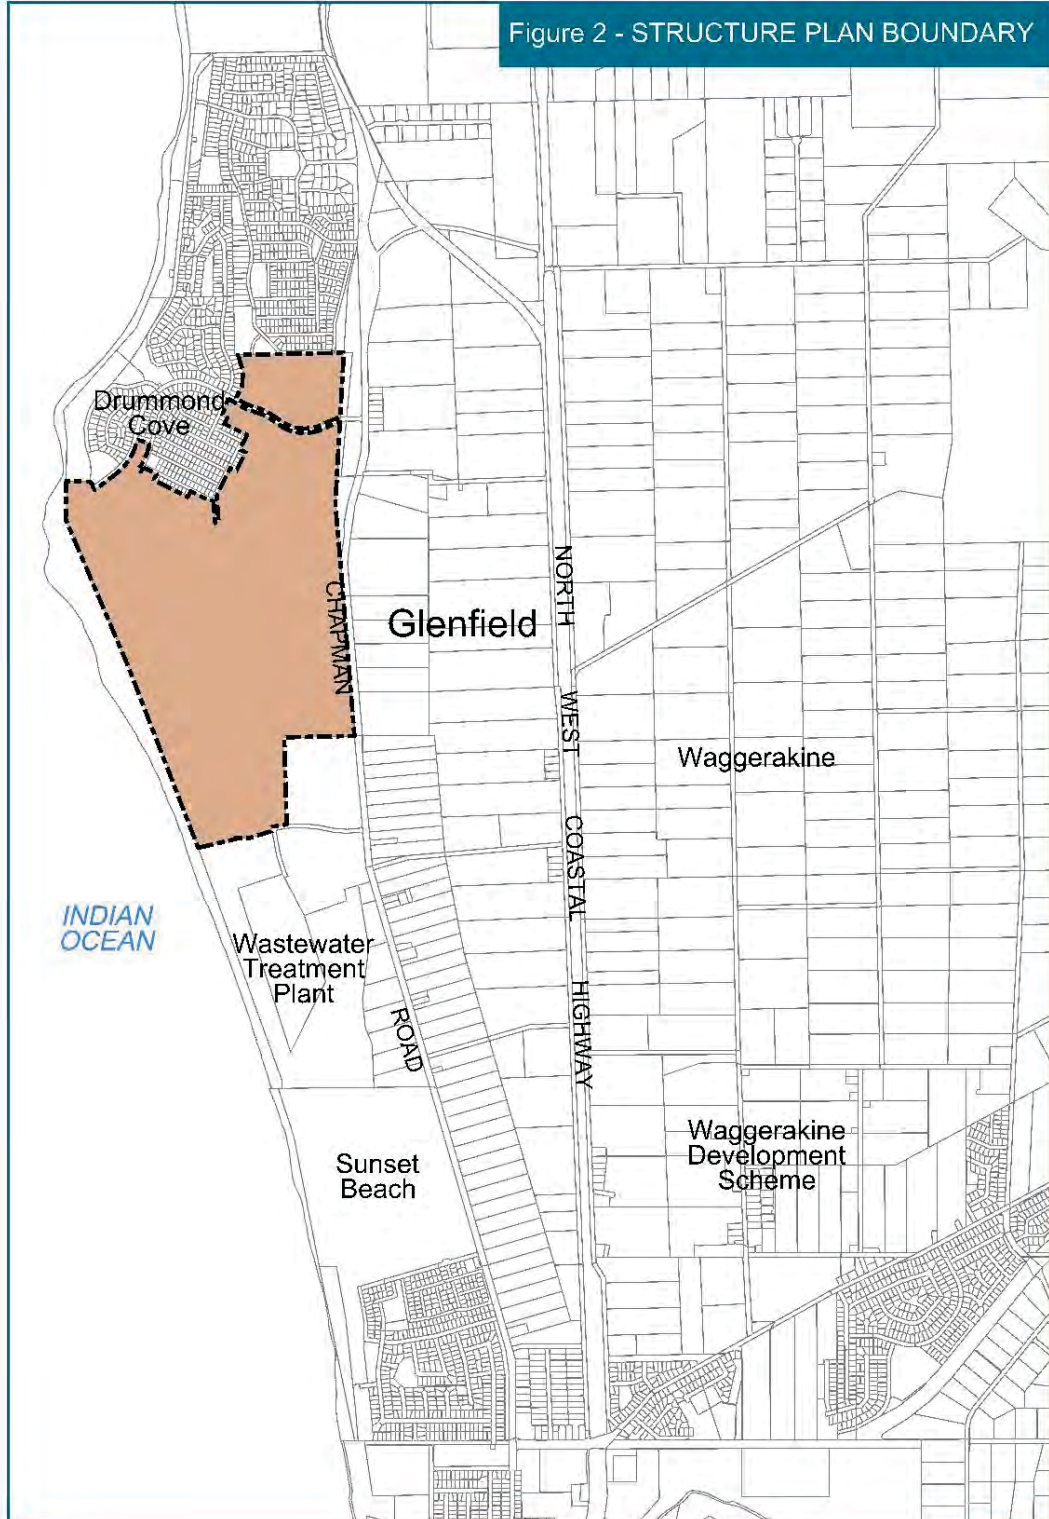 Figure 2 - STRUCTURE PLAN BOUNDARY
Drummond
Cove
CHAPMAN
Glenfield
NORTH
WEST
Waggerakine
COASTAL
INDIAN
OCEAN
Wastewater
Treatment
Plant
HIGHWAY
ROAD
Waggerakine
Development
Scheme
Sunset
Beach